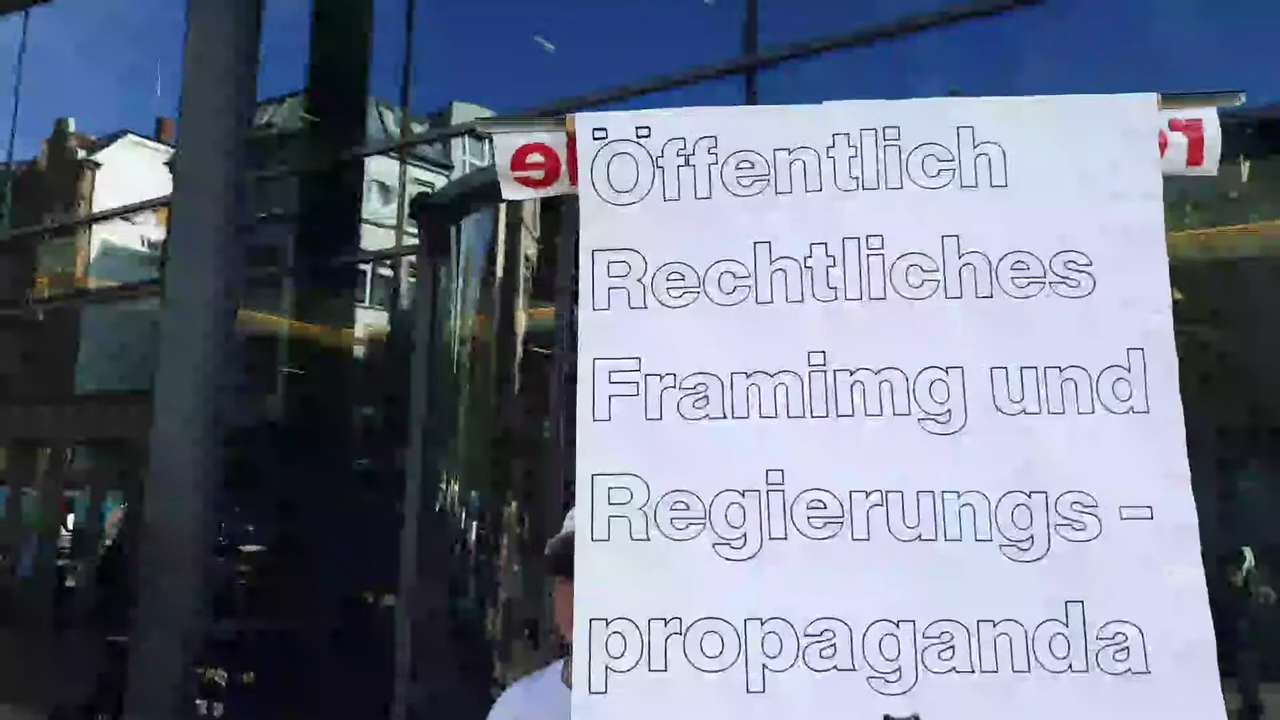 Öffentlich
Rechtliches
Framimg und
Regierungs -
propaganda